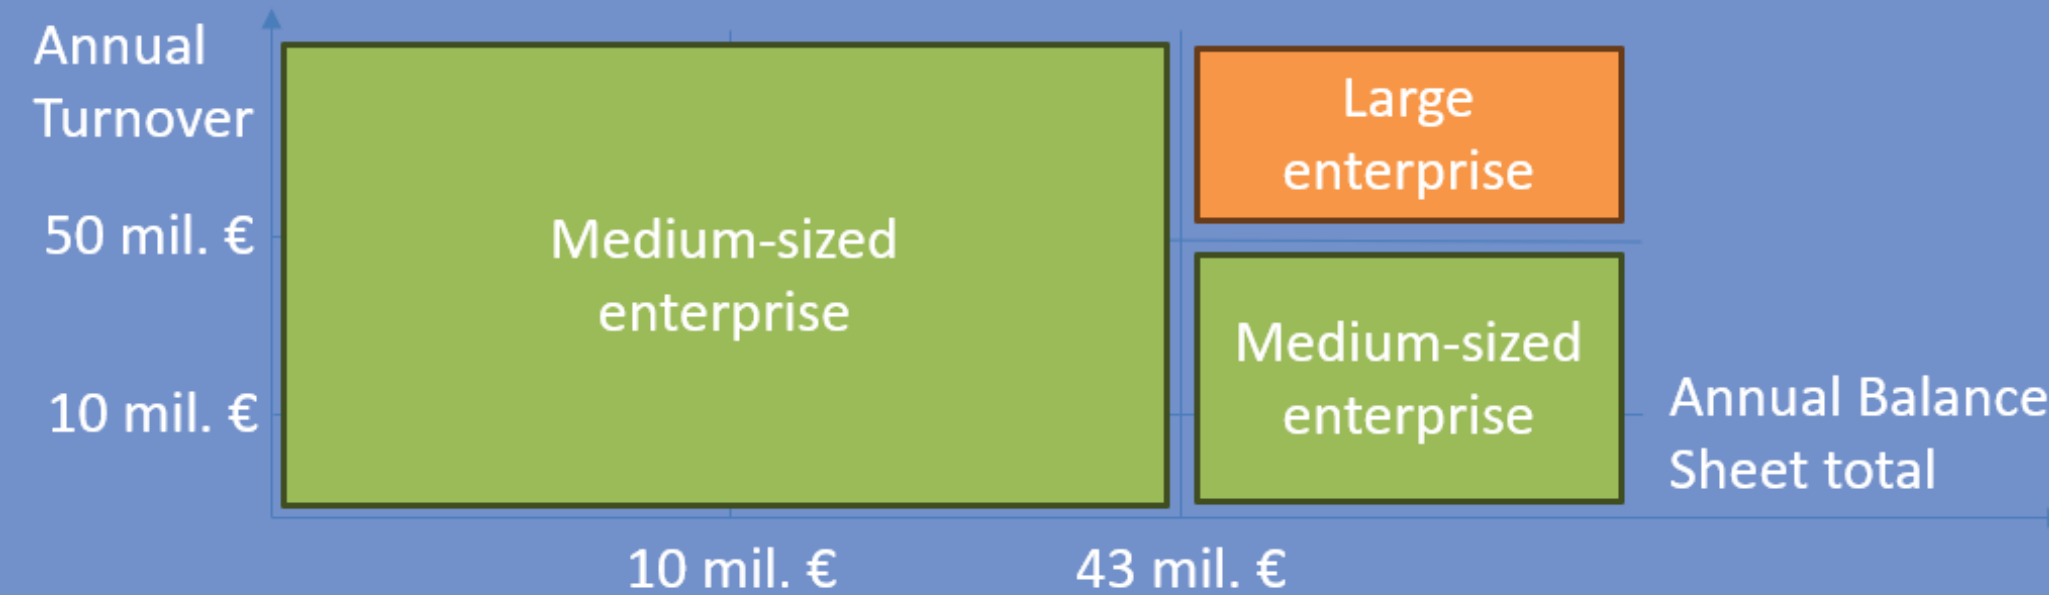 Annual
Turnover
Large
enterprise
50 mil. €
Medium-sized
enterprise
Medium-sized
enterprise
10 mil. €
Annual Balance
Sheet total
10 mil. €
43 mil. €